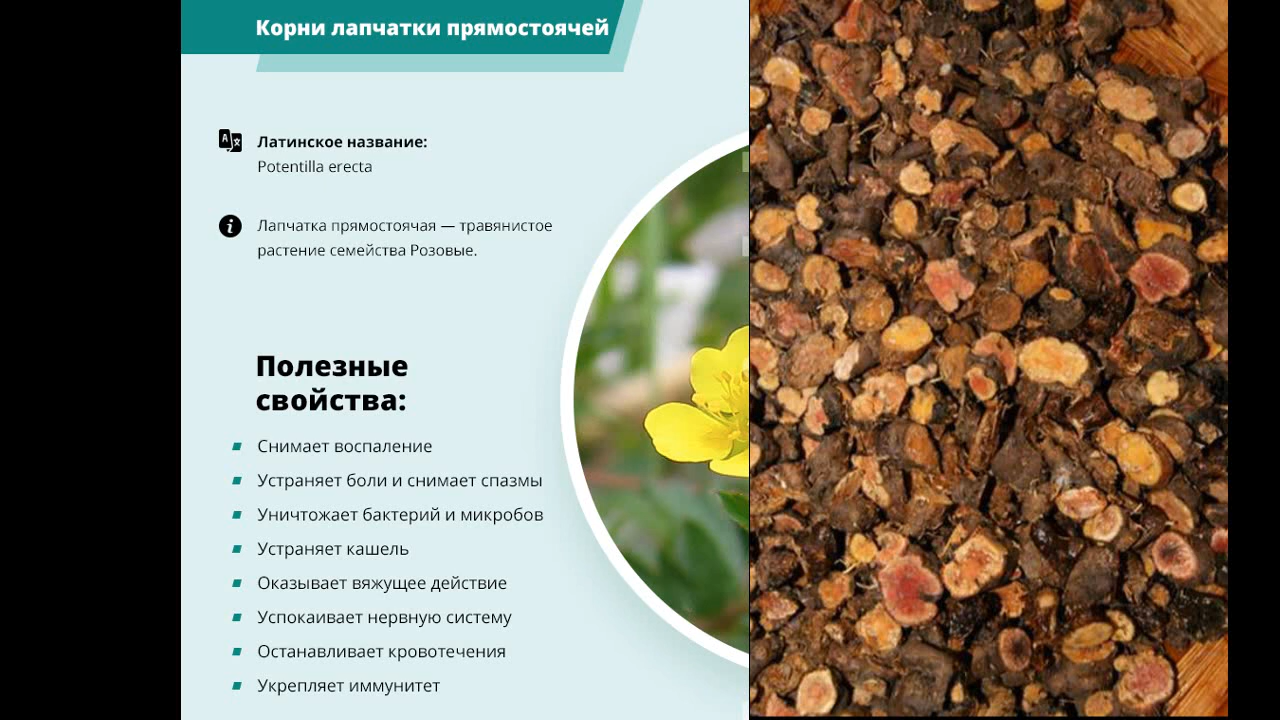 Корни лапчатки прямостоячей
Латинское название:
Potentilla erecta
Лапчатка прямостоячая — травянистое
растение семейства Розовые.
Полезные
свойства:
Снимает воспаление
Устраняет боли и снимает спазмы
Уничтожает бактерий и микробов
Устраняет кашель
Оказывает вяжущее действие
Успокаивает нервную систему
Останавливает кровотечения
Укрепляет иммунитет